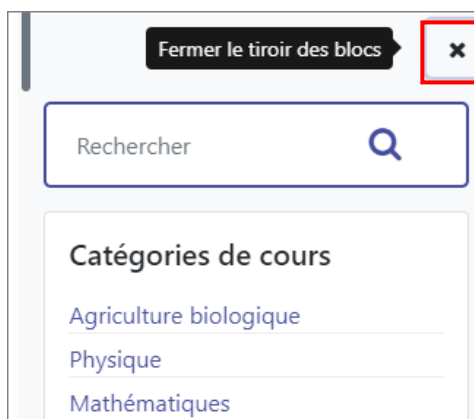 Fermer le tiroir des blocs
Rechercher
Catégories de cours
Agriculture biologique
Physique
Mathématiques